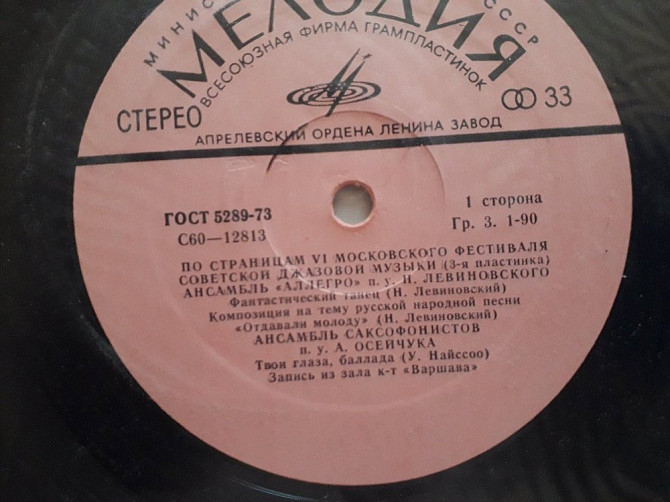 МИНИС СССР
МЕЛОДИЯ
ВСЕСОЮЗНАЯ ФИРМА ГРАМПЛАСТИНОК
СТЕРЕО
33
АПРЕЛЕВСКИЙ ОРДЕНА ЛЕНИНА ЗАВОД
ГОСТ 5289-73
1 сторона
С60—12813
Гр. 3. 1-90
ПО СТРАНИЦАМ VI МОСКОВСКОГО ФЕСТИВАЛЯ
СОВЕТСКОЙ ДЖАЗОВОЙ МУЗЫКИ (3-я пластинка)
АНСАМБЛЬ «АЛЛЕГРО» п. у. Н. ЛЕВИНОВСКОГО
Фантастический танец (Н. Левиновский)
Композиция на тему русской народной песни
«Отдавали молоду» (Н. Левиновский)
АНСАМБЛЬ САКСОФОНИСТОВ
п. у. А. ОСЕЙЧУКА
Твои глаза, баллада (У. Найссоо)
Запись из зала к-т «Варшава»